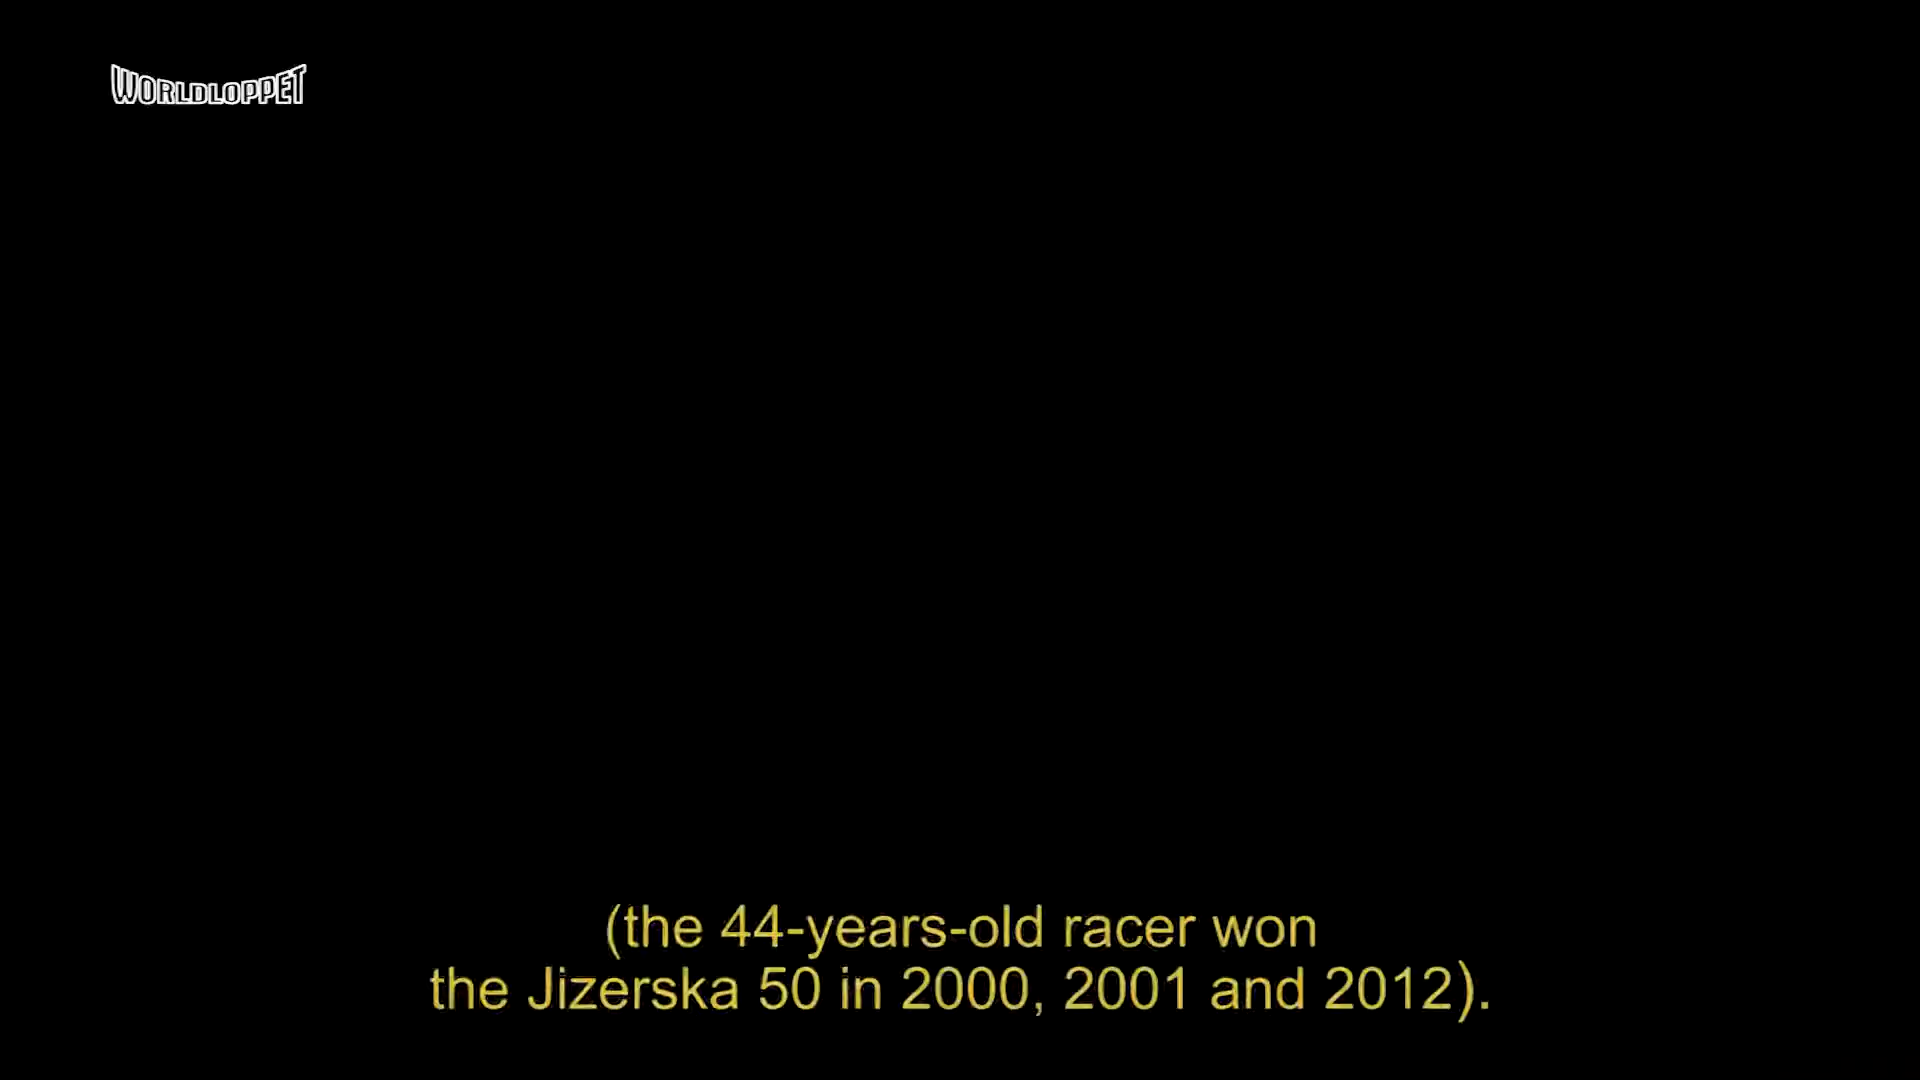 WORLDLOPPET
(the 44-years-old racer won
the Jizerska 50 in 2000, 2001 and 2012).